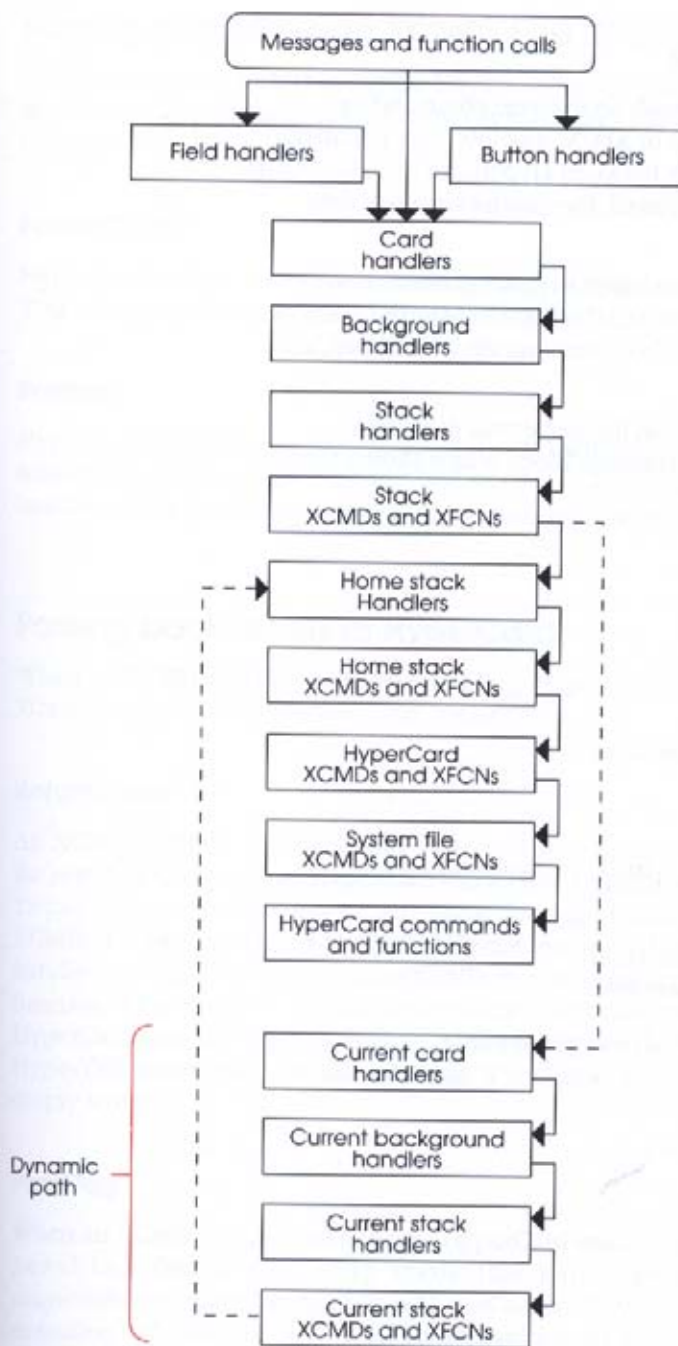 Messages and function calls
Field handlers
Button handlers
Card
handlers
Background
handlers
Stack
handlers
Stack
XCMDs and XFCNs
Home stack
Handlers
Home stack
XCMDs and XFCNs
HyperCard
XCMDs and XFCNs
System file
XCMDs and XFCNs
HyperCard commands
and functions
Dynamic
path
Current card
handlers
Current background
handlers
Current stack
handlers
Current stack
XCMDs and XFCNs